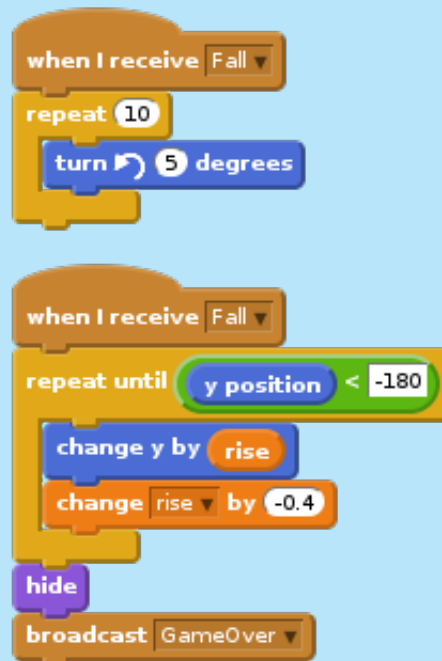 when I receive Fall
repeat 10
turn 5 degrees
when I receive Fall
repeat until y position < -180
change y by rise
change rise by -0.4
hide
broadcast GameOver